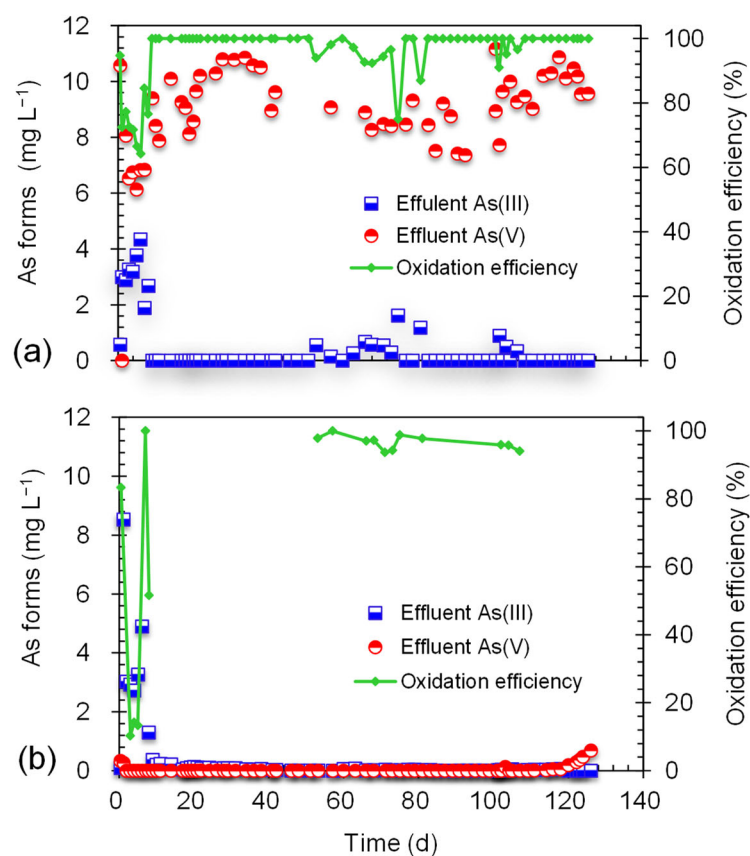 12
10
8
6
4
2
0
As forms (mg L⁻¹)
100
80
60
40
20
0
Oxidation efficiency (%)
Effulent As(III)
Effluent As(V)
Oxidation efficiency
(a)
12
10
8
6
4
2
0
As forms (mg L⁻¹)
100
80
60
40
20
0
Oxidation efficiency (%)
Effluent As(III)
Effluent As(V)
Oxidation efficiency
(b)
0 20 40 60 80 100 120 140
Time (d)